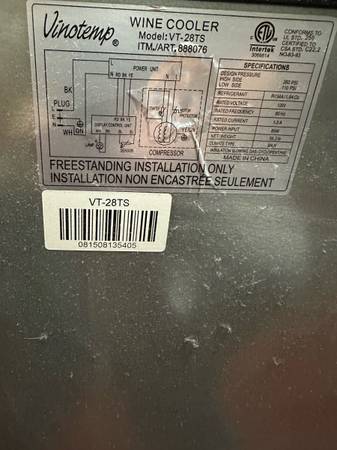 Vinotemp®
WINE COOLER
Model:VT-28TS
ITM./ART.888076
Intertek
CONFORMS TO
UL STD. 250
CERTIFIED TO
CSA STD. C22.2
NO.63-93
POWER UNIT
BK
PLUG
L
E
N
WH
GN
DISPLAY CONTROL UNIT
LAMP
SENSOR
COMPRESSOR
SPECIFICATIONS
DESIGN PRESSURE
HIGH SIDE
LOW SIDE
REFRIGERANT
RATED VOLTAGE
RATED FREQUENCY
RATED CURRENT
POWER INPUT
NET WEIGHT
CLIMATE TYPE
MADE IN CHINA
FREESTANDING INSTALLATION ONLY
INSTALLATION NON ENCASTREE SEULEMENT
VT-28TS
081508135405